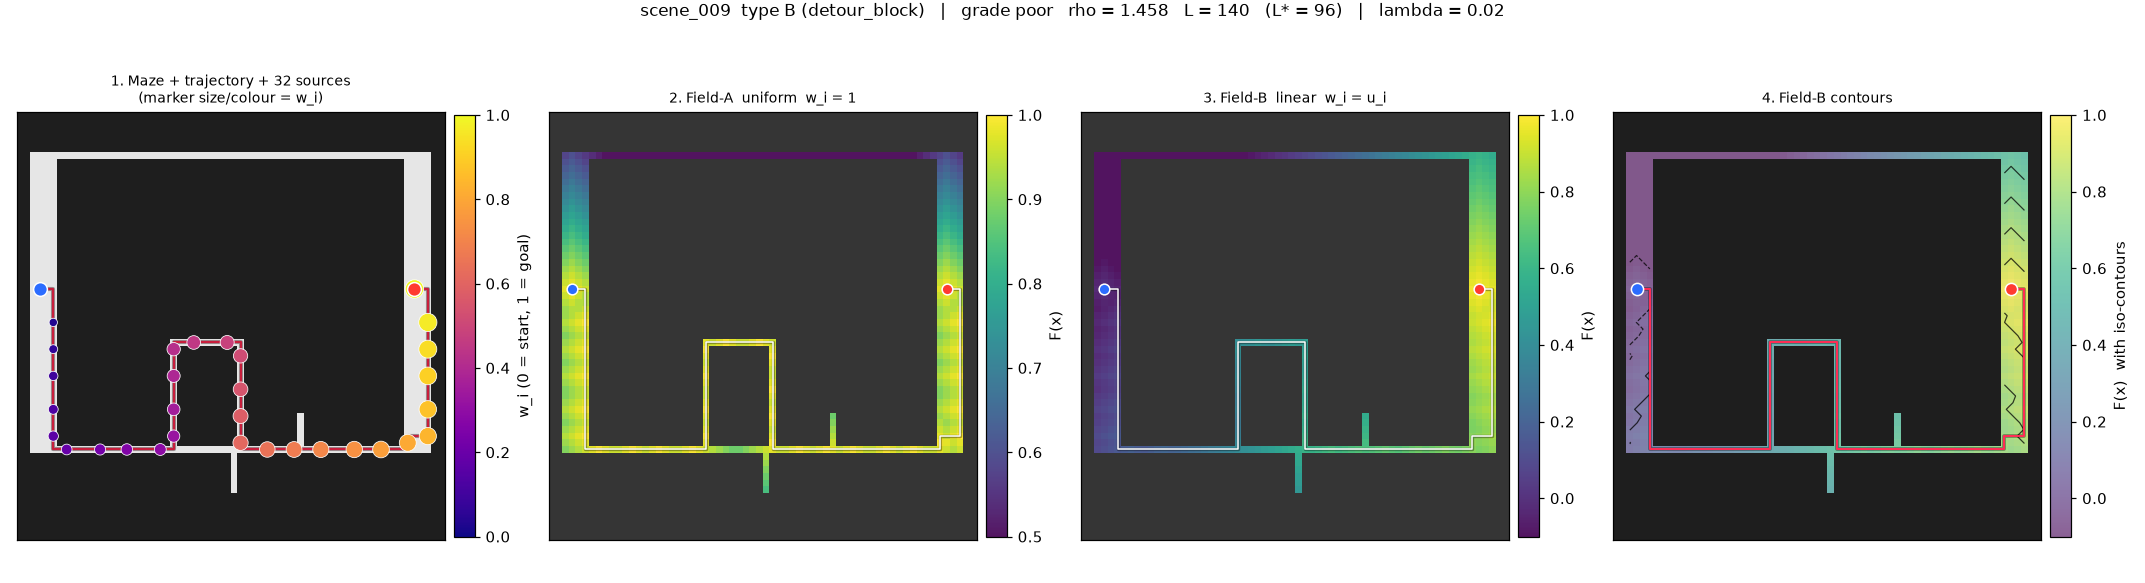 scene_009  type B (detour_block)   |   grade poor   rho = 1.458   L = 140   (L* = 96)   |   lambda = 0.02
1. Maze + trajectory + 32 sources
(marker size/colour = w_i)
1.0
0.8
0.6
0.4
0.2
0.0
w_i (0 = start, 1 = goal)
2. Field-A  uniform  w_i = 1
1.0
0.9
0.8
0.7
0.6
0.5
F(x)
3. Field-B  linear  w_i = u_i
1.0
0.8
0.6
0.4
0.2
0.0
F(x)
4. Field-B contours
1.0
0.8
0.6
0.4
0.2
0.0
F(x)  with iso-contours